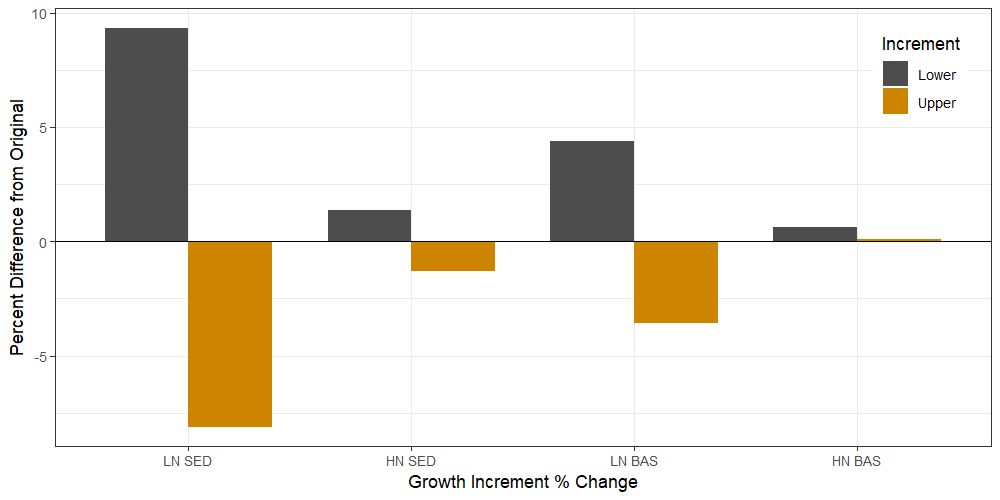 10
5
0
-5
Percent Difference from Original
Increment
Lower
Upper
LN SED
HN SED
LN BAS
HN BAS
Growth Increment % Change